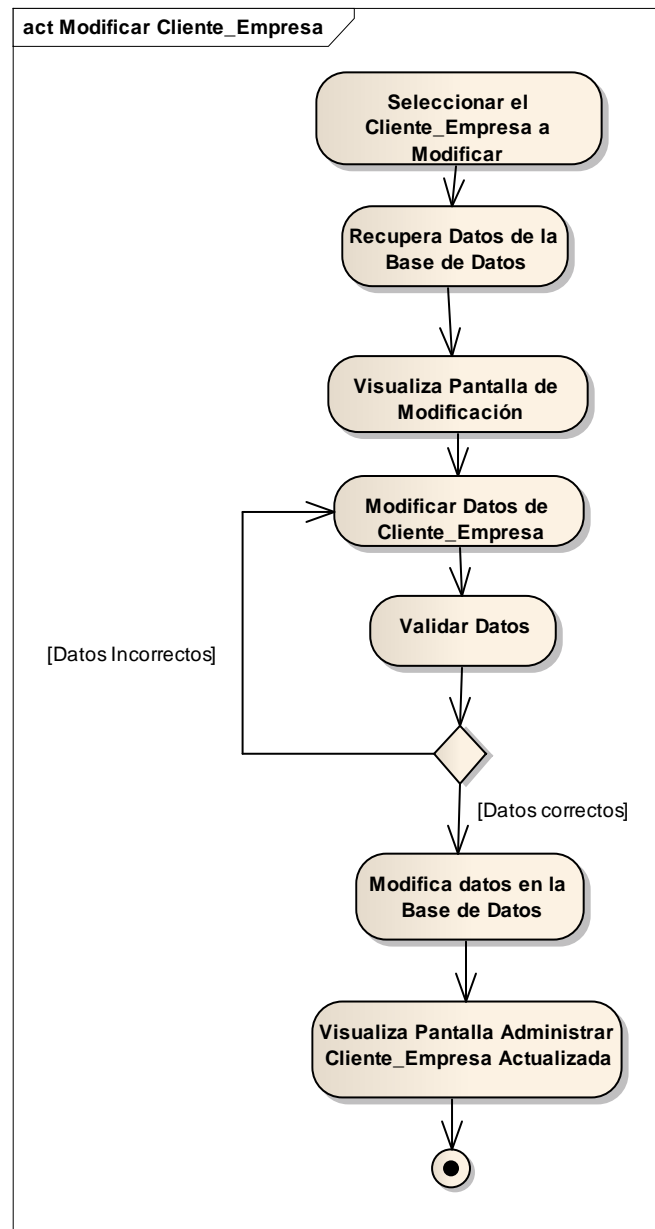 act Modificar Cliente_Empresa
Seleccionar el
Cliente_Empresa a
Modificar
Recupera Datos de la
Base de Datos
Visualiza Pantalla de
Modificación
Modificar Datos de
Cliente_Empresa
Validar Datos
[Datos Incorrectos]
[Datos correctos]
Modifica datos en la
Base de Datos
Visualiza Pantalla Administrar
Cliente_Empresa Actualizada